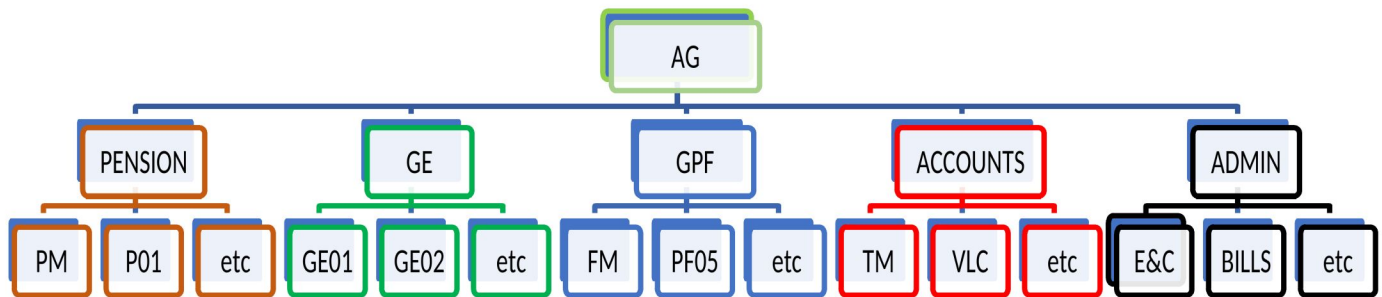 AG
PENSION GE GPF ACCOUNTS ADMIN
PM P01 etc GE01 GE02 etc FM PF05 etc TM VLC etc E&C BILLS etc